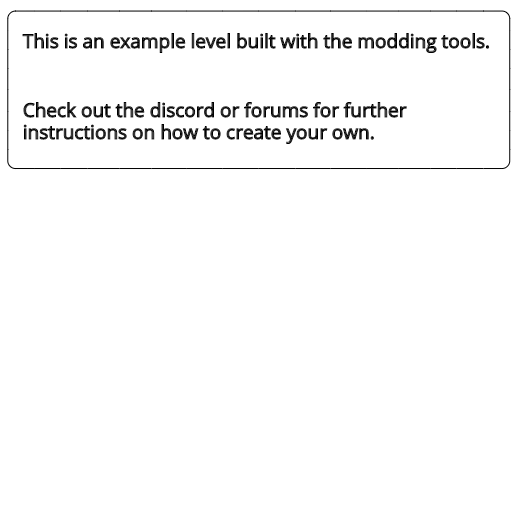 This is an example level built with the modding tools.
Check out the discord or forums for further
instructions on how to create your own.